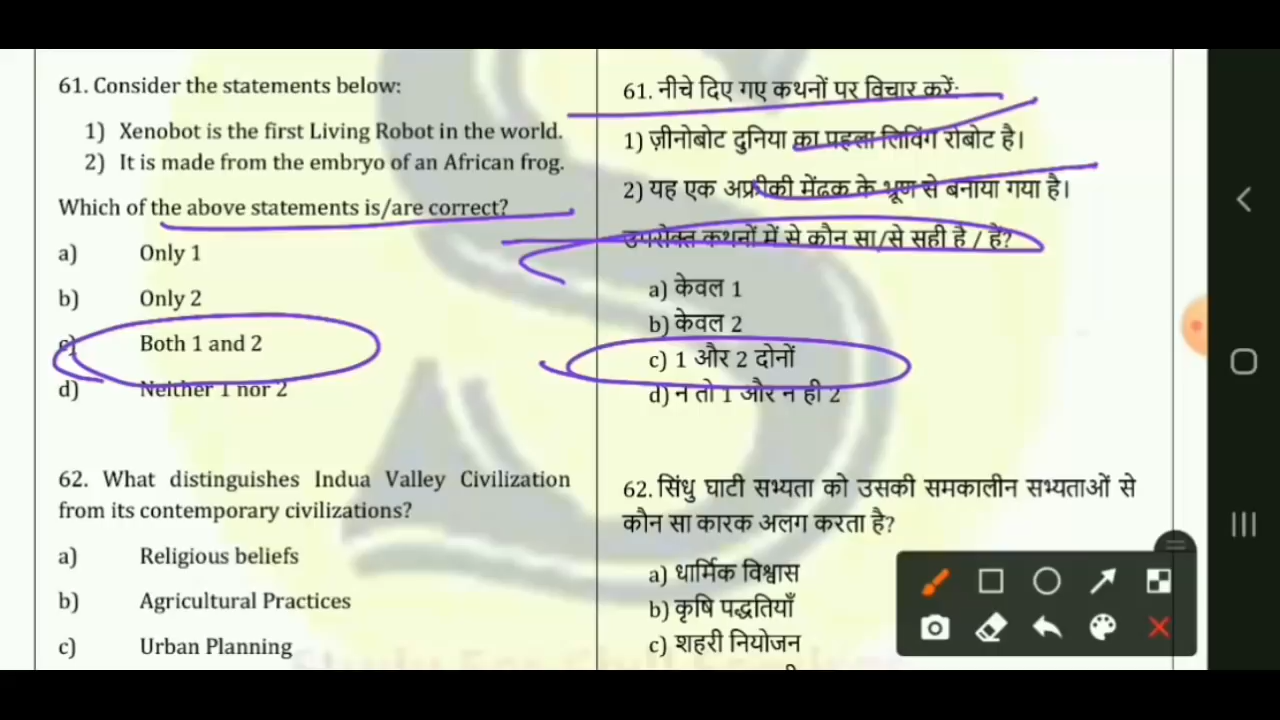 61. Consider the statements below:
1) Xenobot is the first Living Robot in the world.
2) It is made from the embryo of an African frog.
Which of the above statements is/are correct?
a) Only 1
b) Only 2
c) Both 1 and 2
d) Neither 1 nor 2
62. What distinguishes Indua Valley Civilization
from its contemporary civilizations?
a) Religious beliefs
b) Agricultural Practices
c) Urban Planning
61. नीचे दिए गए कथनों पर विचार करें:
1) ज़ीनोबोट दुनिया का पहला लिविंग रोबोट है।
2) यह एक अफ्रीकी मेंढक के भ्रूण से बनाया गया है।
उपरोक्त कथनों में से कौन सा/से सही है / हैं?
a) केवल 1
b) केवल 2
c) 1 और 2 दोनों
d) न तो 1 और न ही 2
62. सिंधु घाटी सभ्यता को उसकी समकालीन सभ्यताओं से
कौन सा कारक अलग करता है?
a) धार्मिक विश्वास
b) कृषि पद्धतियाँ
c) शहरी नियोजन